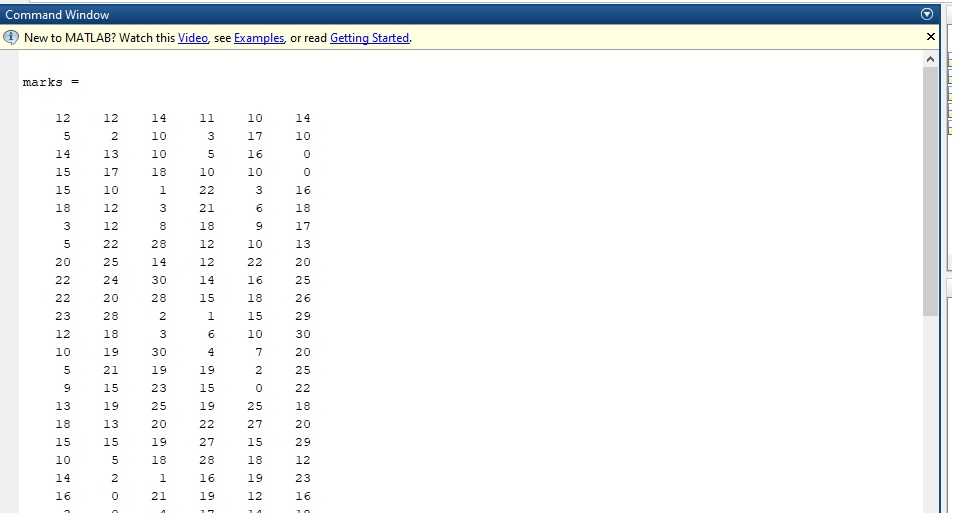 Command Window
New to MATLAB? Watch this Video, see Examples, or read Getting Started.
marks =
12 12 14 11 10 14
5 2 10 3 17 10
14 13 10 5 16 0
15 17 18 10 10 0
15 10 1 22 3 16
18 12 3 21 6 18
3 12 8 18 9 17
5 22 28 12 10 13
20 25 14 12 22 20
22 24 30 14 16 25
22 20 28 15 18 26
23 28 2 1 15 29
12 18 3 6 10 30
10 19 30 4 7 20
5 21 19 19 2 25
9 15 23 15 0 22
13 19 25 19 25 18
18 13 20 22 27 20
15 15 19 27 15 29
10 5 18 28 18 12
14 2 1 16 19 23
16 0 21 19 12 16